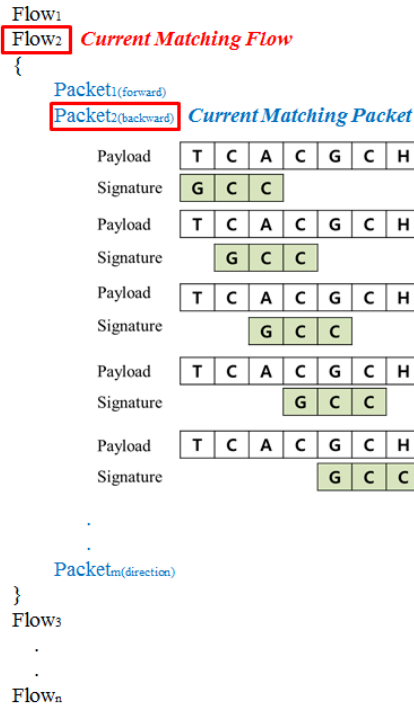 Flow1
Flow2 Current Matching Flow
{
Packet1(forward)
Packet2(backward) Current Matching Packet
Payload T C A C G C H
Signature G C C
Payload T C A C G C H
Signature G C C
Payload T C A C G C H
Signature G C C
Payload T C A C G C H
Signature G C C
Payload T C A C G C H
Signature G C C
.
.
Packetm(direction)
}
Flow3
.
.
Flown